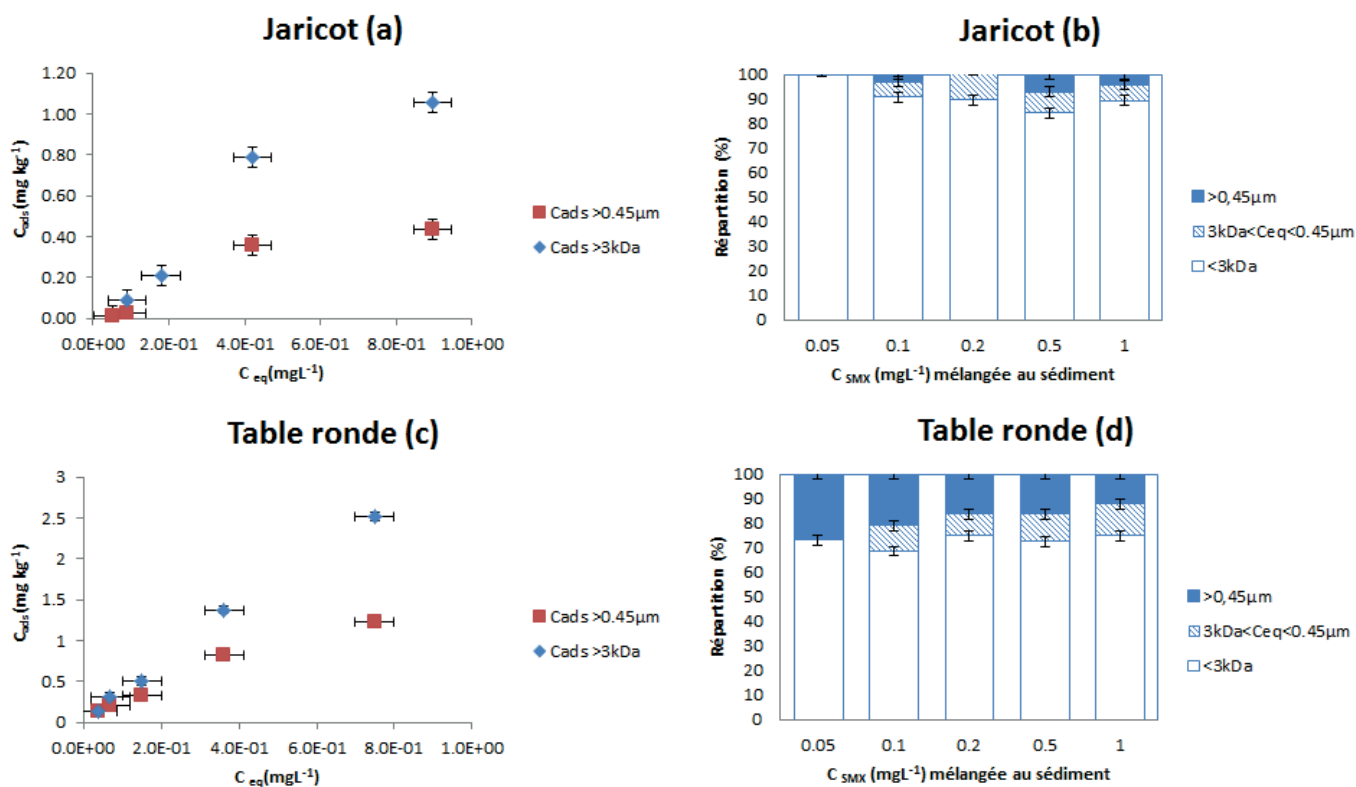 Jaricot (a)
1.20
1.00
0.80
0.60
0.40
0.20
0.00
Cads(mg kg-1)
0.0E+00 2.0E-01 4.0E-01 6.0E-01 8.0E-01 1.0E+00
C eq(mgL-1)
Cads >0.45µm
Cads >3kDa
Jaricot (b)
100
90
80
70
60
50
40
30
20
10
0
Répartition (%)
0.05 0.1 0.2 0.5 1
C SMX (mgL-1) mélangée au sédiment
>0,45µm
3kDa<Ceq<0.45µm
<3kDa
Table ronde (c)
3
2.5
2
1.5
1
0.5
0
Cads(mg kg-1)
0.0E+00 2.0E-01 4.0E-01 6.0E-01 8.0E-01 1.0E+00
C eq(mgL-1)
Cads >0.45µm
Cads >3kDa
Table ronde (d)
100
90
80
70
60
50
40
30
20
10
0
Répartition (%)
0.05 0.1 0.2 0.5 1
C SMX (mgL-1) mélangée au sédiment
>0,45µm
3kDa<Ceq<0.45µm
<3kDa